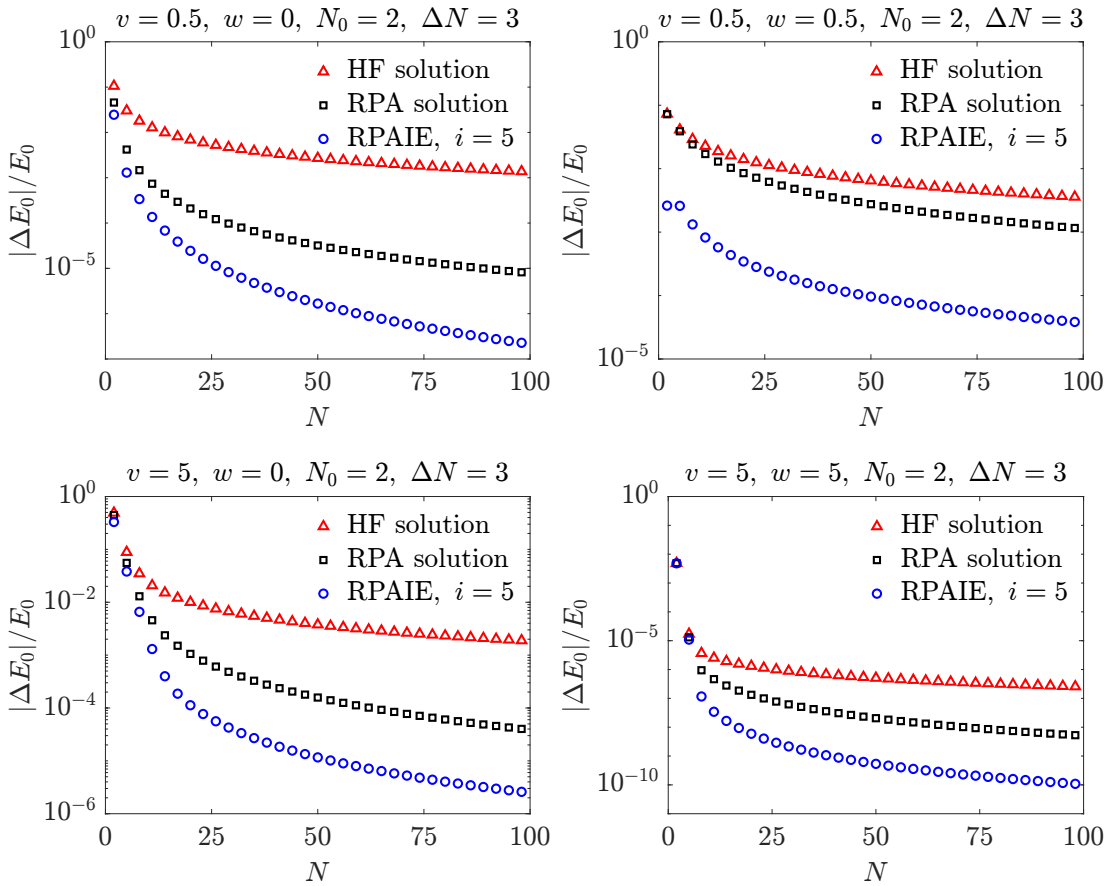 v = 0.5, w = 0, N₀ = 2, ΔN = 3
10⁰
10⁻⁵
|ΔE₀|/E₀
HF solution
RPA solution
RPAIE, i = 5
0 25 50 75 100
N
v = 0.5, w = 0.5, N₀ = 2, ΔN = 3
10⁰
10⁻⁵
|ΔE₀|/E₀
HF solution
RPA solution
RPAIE, i = 5
0 25 50 75 100
N
v = 5, w = 0, N₀ = 2, ΔN = 3
10⁰
10⁻²
10⁻⁴
10⁻⁶
|ΔE₀|/E₀
HF solution
RPA solution
RPAIE, i = 5
0 25 50 75 100
N
v = 5, w = 5, N₀ = 2, ΔN = 3
10⁰
10⁻⁵
10⁻¹⁰
|ΔE₀|/E₀
HF solution
RPA solution
RPAIE, i = 5
0 25 50 75 100
N